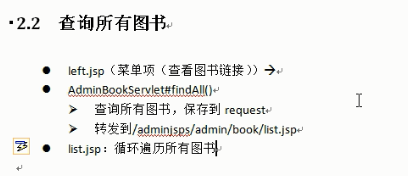 2.2 查询所有图书
● left.jsp（菜单项（查看图书链接））→
● AdminBookServlet#findAll()
➢ 查询所有图书，保存到 request
➢ 转发到/adminjsps/admin/book/list.jsp
● list.jsp：循环遍历所有图书